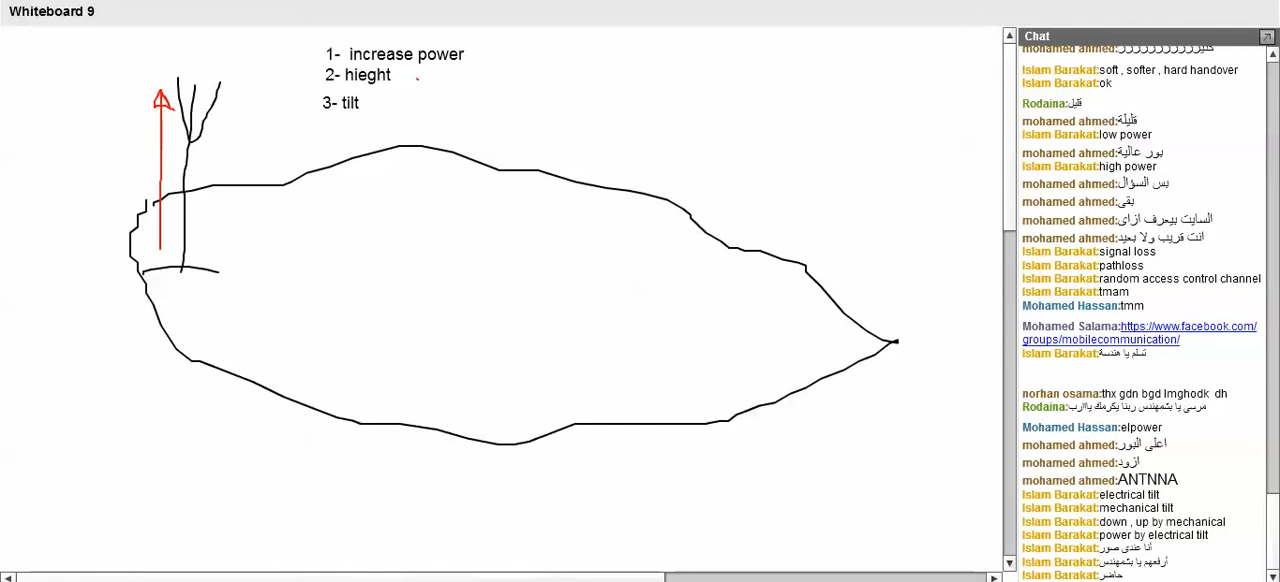 Whiteboard 9
1- increase power
2- hieght
3- tilt
Chat
Islam Barakat:soft , softer , hard handover
Islam Barakat:ok
Rodaina:قليل
mohamed ahmed:قليلة
Islam Barakat:low power
mohamed ahmed:بور عالية
Islam Barakat:high power
mohamed ahmed:بس السؤال
mohamed ahmed:بقى
mohamed ahmed:السايت بيعرف ازاى
mohamed ahmed:انت قريب ولا بعيد
Islam Barakat:signal loss
Islam Barakat:pathloss
Islam Barakat:random access control channel
Islam Barakat:tmam
Mohamed Hassan:tmm
Mohamed Salama:https://www.facebook.com/
groups/mobilecommunication/
Islam Barakat:تسلم يا هندسة
norhan osama:thx gdn bgd lmghodk dh
Rodaina:مرسى يا بشمهندس ربنا يكرمك يااارب
Mohamed Hassan:elpower
mohamed ahmed:اعلى البور
mohamed ahmed:ازود
mohamed ahmed:ANTNNA
Islam Barakat:electrical tilt
Islam Barakat:mechanical tilt
Islam Barakat:down , up by mechanical
Islam Barakat:power by electrical tilt
Islam Barakat:أنا عندى صور
Islam Barakat:أرفعهم يا بشمهندس
Islam Barakat:حاضر